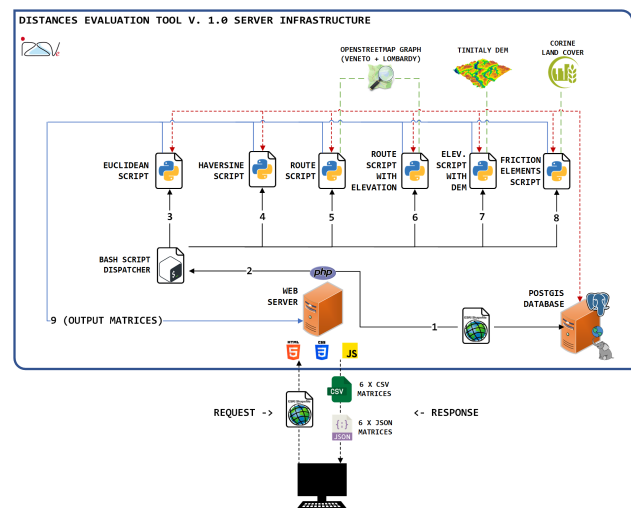 DISTANCES EVALUATION TOOL V. 1.0 SERVER INFRASTRUCTURE
OPENSTREETMAP GRAPH
(VENETO + LOMBARDY)
TINITALY DEM
CORINE
LAND COVER
EUCLIDEAN
SCRIPT
HAVERSINE
SCRIPT
ROUTE
SCRIPT
ROUTE
SCRIPT
WITH
ELEVATION
ELEV.
SCRIPT
WITH
DEM
FRICTION
ELEMENTS
SCRIPT
3
4
5
6
7
8
BASH SCRIPT
DISPATCHER
2
php
WEB
SERVER
POSTGIS
DATABASE
9 (OUTPUT MATRICES)
1
HTML
CSS
JS
REQUEST ->
CSV
6 X CSV
MATRICES
<- RESPONSE
{:}
JSON
6 X JSON
MATRICES